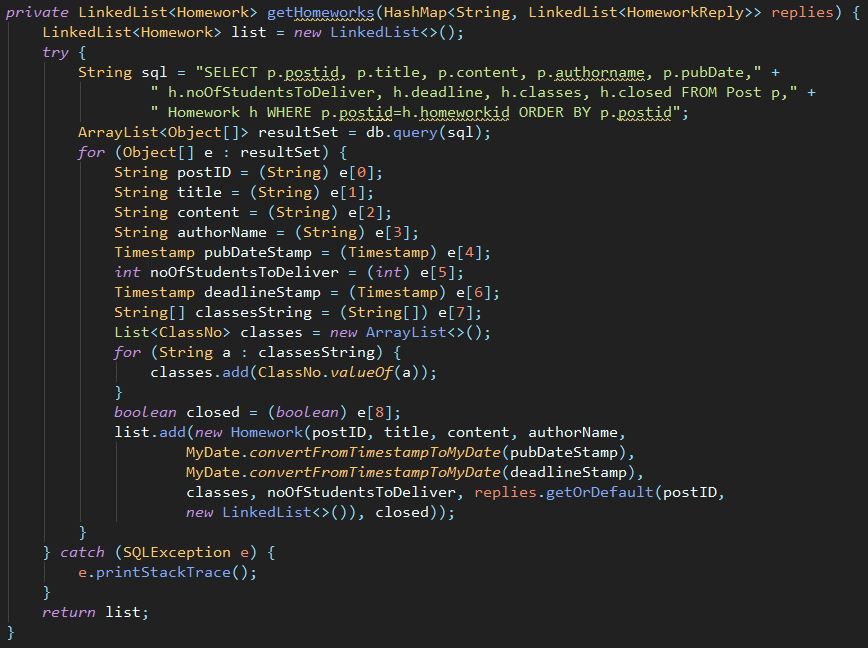 private LinkedList<Homework> getHomeworks(HashMap<String, LinkedList<HomeworkReply>> replies) {
    LinkedList<Homework> list = new LinkedList<>();
    try {
        String sql = "SELECT p.postid, p.title, p.content, p.authorname, p.pubDate," +
                " h.noOfStudentsToDeliver, h.deadline, h.classes, h.closed FROM Post p," +
                " Homework h WHERE p.postid=h.homeworkid ORDER BY p.postid";
        ArrayList<Object[]> resultSet = db.query(sql);
        for (Object[] e : resultSet) {
            String postID = (String) e[0];
            String title = (String) e[1];
            String content = (String) e[2];
            String authorName = (String) e[3];
            Timestamp pubDateStamp = (Timestamp) e[4];
            int noOfStudentsToDeliver = (int) e[5];
            Timestamp deadlineStamp = (Timestamp) e[6];
            String[] classesString = (String[]) e[7];
            List<ClassNo> classes = new ArrayList<>();
            for (String a : classesString) {
                classes.add(ClassNo.valueOf(a));
            }
            boolean closed = (boolean) e[8];
            list.add(new Homework(postID, title, content, authorName,
                    MyDate.convertFromTimestampToMyDate(pubDateStamp),
                    MyDate.convertFromTimestampToMyDate(deadlineStamp),
                    classes, noOfStudentsToDeliver, replies.getOrDefault(postID,
                    new LinkedList<>()), closed));
        }
    } catch (SQLException e) {
        e.printStackTrace();
    }
    return list;
}